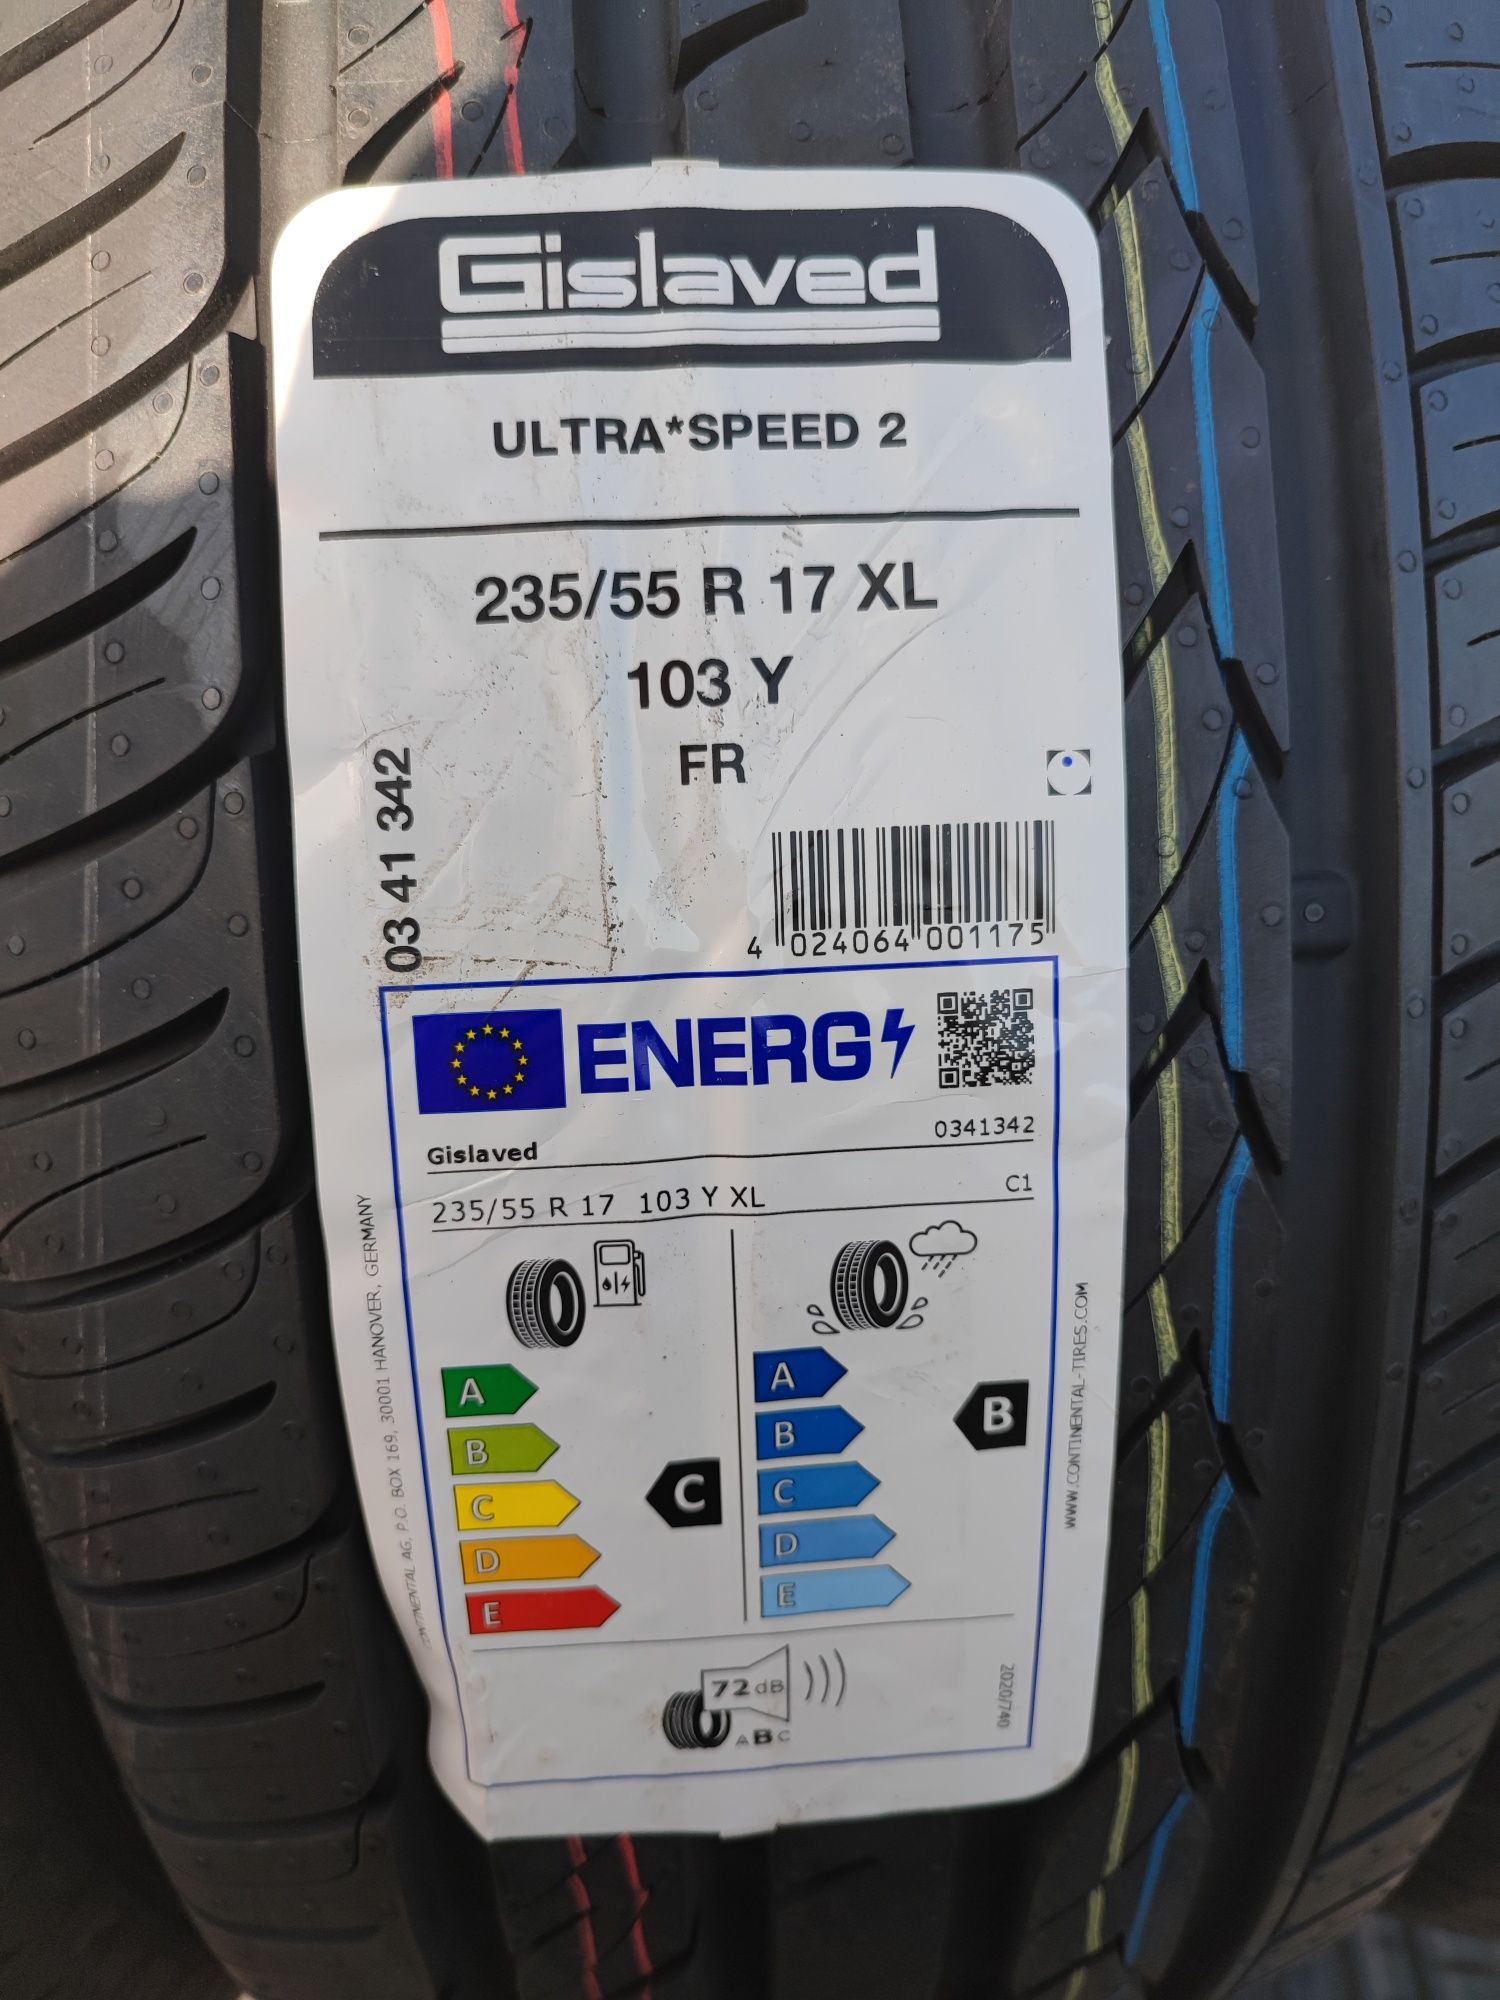 Gislaved
ULTRA*SPEED 2
235/55 R 17 XL
103 Y
FR
03 41 342
4 024064 001175
ENERG
Gislaved
0341342
235/55 R 17 103 Y XL
C1
A
B
C
D
E
C
A
B
C
D
E
B
72 dB
A B C
2020/740
CONTINENTAL AG, P.O. BOX 169, 30001 HANOVER, GERMANY
WWW.CONTINENTAL-TIRES.COM